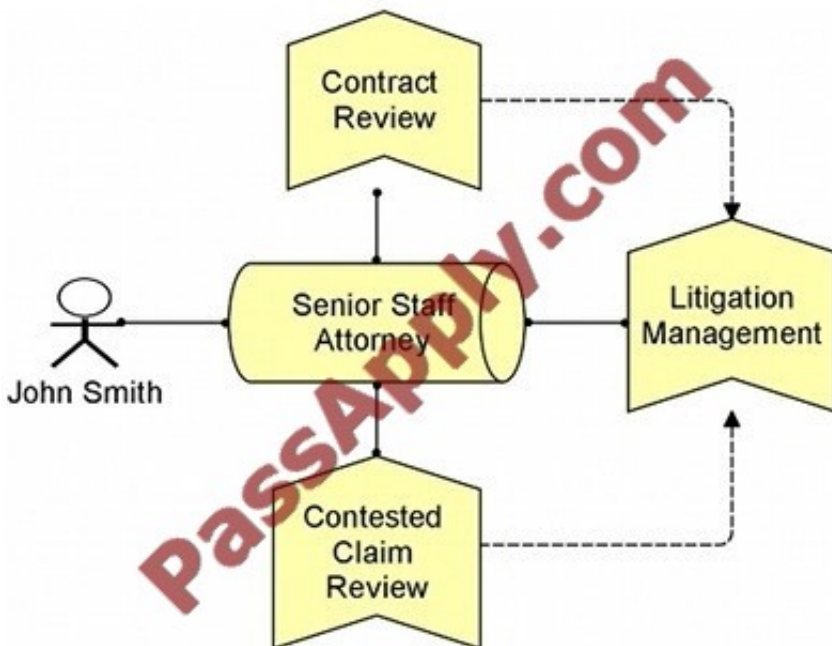 Contract
Review
Senior Staff
Attorney
Litigation
Management
John Smith
Contested
Claim
Review
PassApply.com